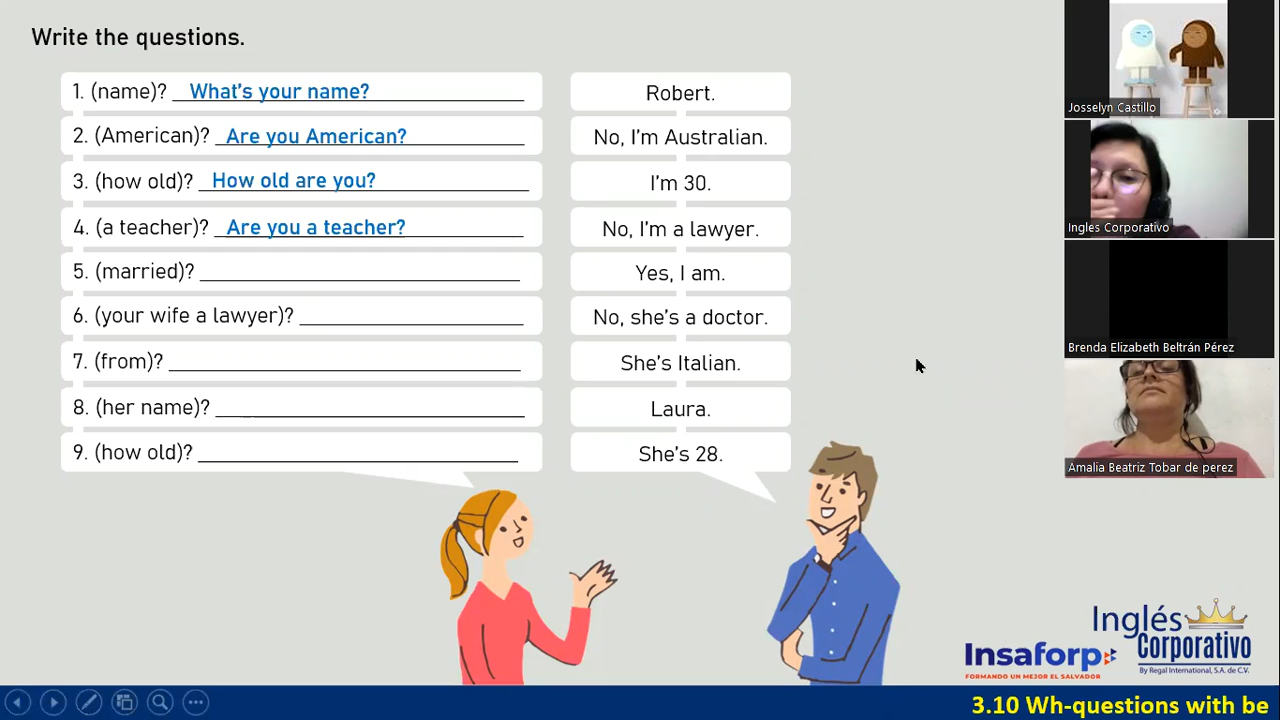 Write the questions.
1. (name)? What's your name?
Robert.
2. (American)? Are you American?
No, I'm Australian.
3. (how old)? How old are you?
I'm 30.
4. (a teacher)? Are you a teacher?
No, I'm a lawyer.
5. (married)?
Yes, I am.
6. (your wife a lawyer)?
No, she's a doctor.
7. (from)?
She's Italian.
8. (her name)?
Laura.
9. (how old)?
She's 28.
Josselyn Castillo
Ingles Corporativo
Brenda Elizabeth Beltrán Pérez
Amalia Beatriz Tobar de perez
Insaforp
FORMANDO UN MEJOR EL SALVADOR
Inglés
Corporativo
By Regal International, S.A. de C.V.
3.10 Wh-questions with be